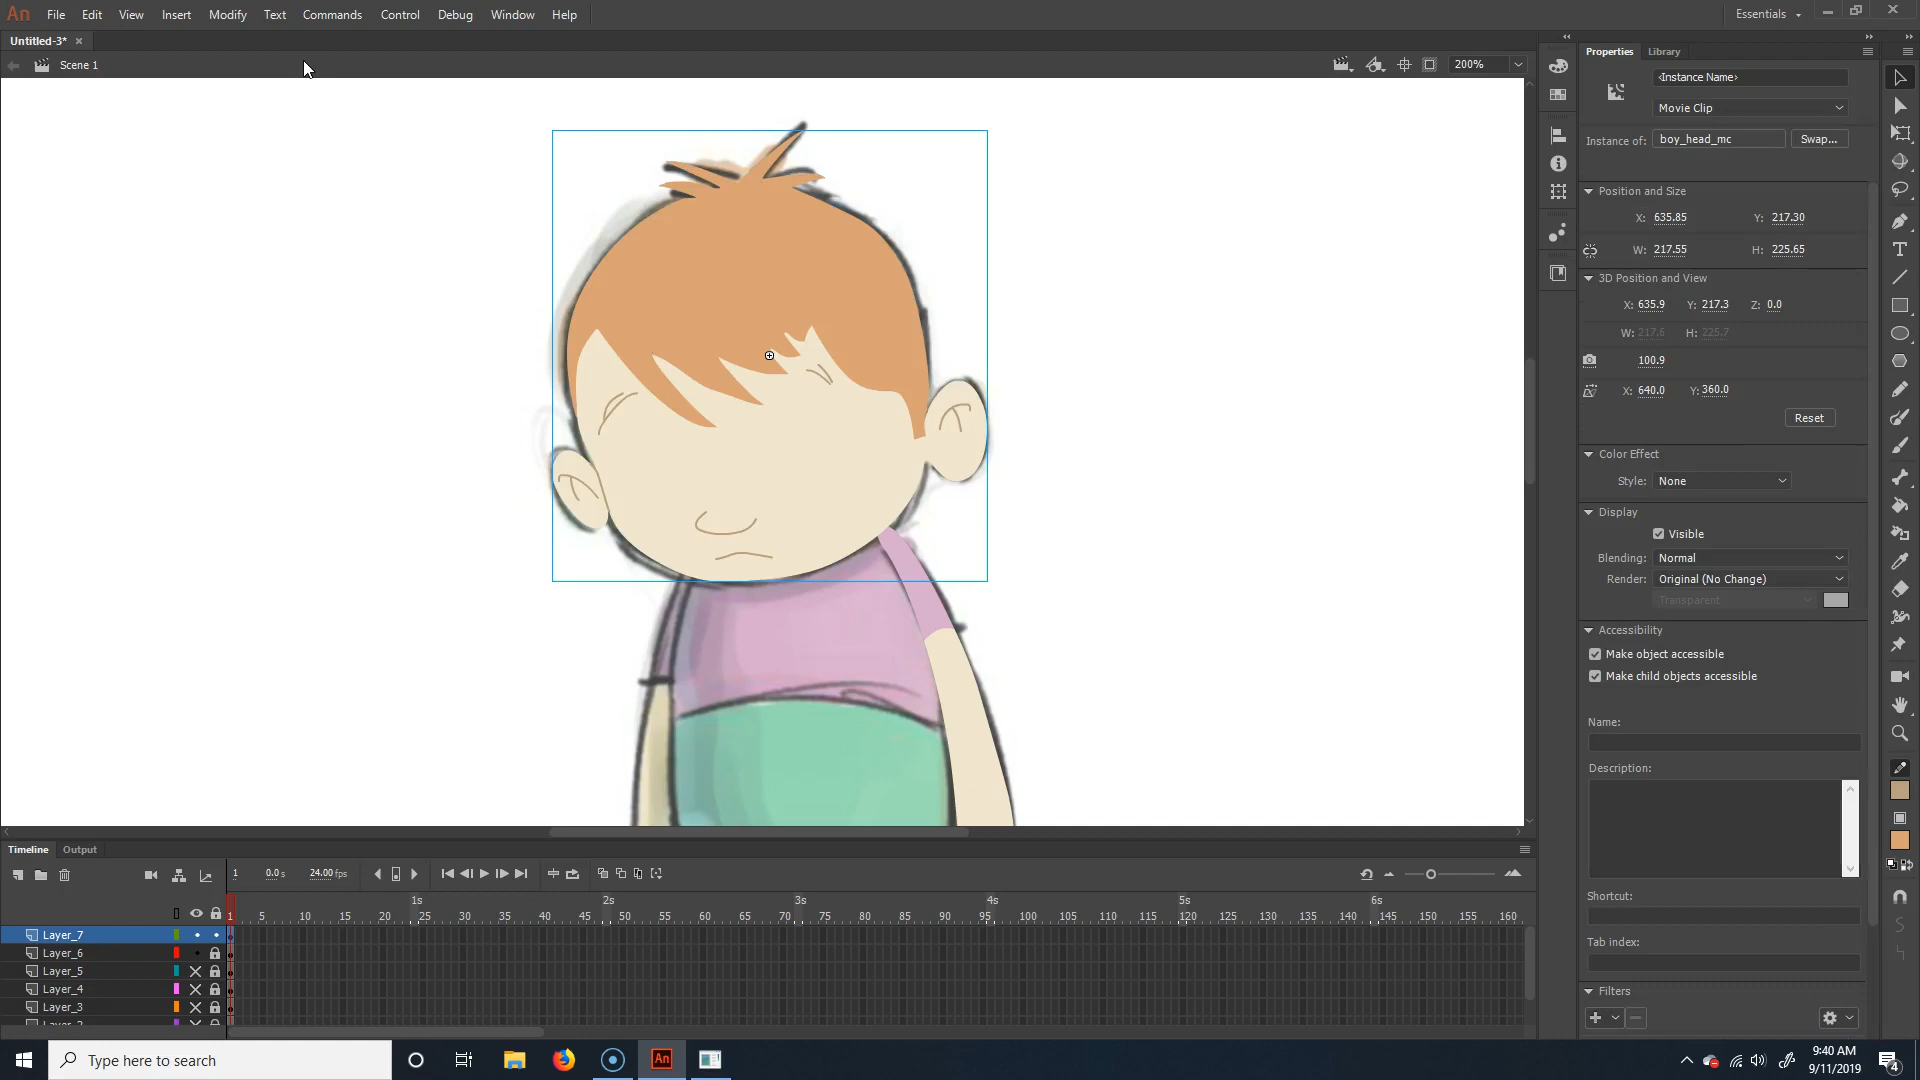 An File Edit View Insert Modify Text Commands Control Debug Window Help Essentials
Untitled-3* ×
Scene 1 200%
Properties Library
<Instance Name>
Movie Clip
Instance of: boy_head_mc Swap...
Position and Size
X: 635.85 Y: 217.30
W: 217.55 H: 225.65
3D Position and View
X: 635.9 Y: 217.3 Z: 0.0
W: 217.6 H: 225.7
100.9
X: 640.0 Y: 360.0
Reset
Color Effect
Style: None
Display
Visible
Blending: Normal
Render: Original (No Change)
Transparent
Accessibility
Make object accessible
Make child objects accessible
Name:
Description:
Shortcut:
Tab index:
Filters
Timeline Output
1 0.0 s 24.00 fps
1s 2s 3s 4s 5s 6s
1 5 10 15 20 25 30 35 40 45 50 55 60 65 70 75 80 85 90 95 100 105 110 115 120 125 130 135 140 145 150 155 160
Layer_7
Layer_6
Layer_5
Layer_4
Layer_3
Type here to search
An
9:40 AM
9/11/2019
4